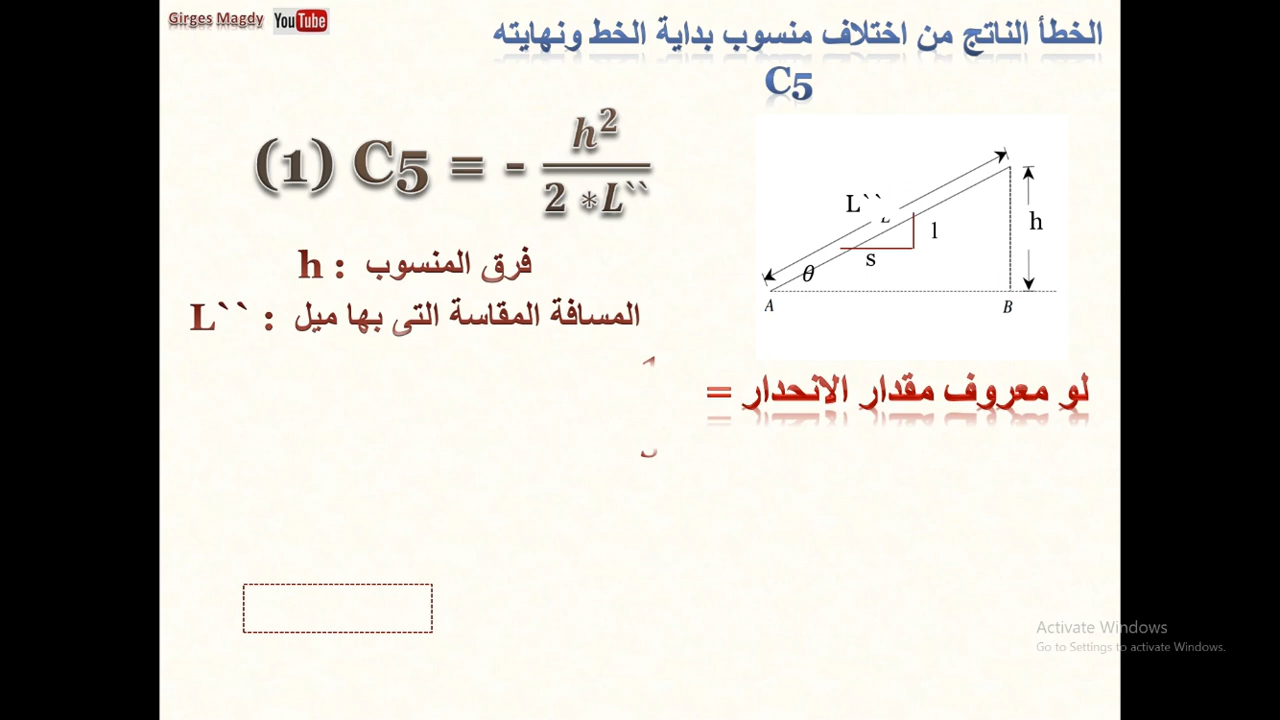 Girges Magdy YouTube
الخطأ الناتج من اختلاف منسوب بداية الخط ونهايته
C5
(1) C5 = - h² / 2 * L``
h : فرق المنسوب
L`` : المسافة المقاسة التى بها ميل
L``
l
s
h
θ
A
B
لو معروف مقدار الانحدار =
Activate Windows
Go to Settings to activate Windows.